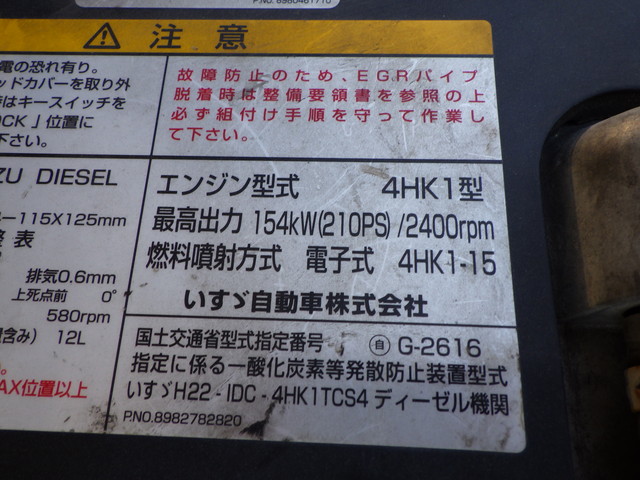 P.NO. 8980461710
注意
電の恐れ有り。
ッドカバーを取り外
時はキースイッチを
OCK」位置に
下さい。
故障防止のため、EGRパイプ
脱着時は整備要領書を参照の上
必ず組付け手順を守って作業し
て下さい。
ZU DIESEL
-115X125mm
整表
排気0.6mm
上死点前 0°
580rpm
含み) 12L
AX位置以上
エンジン型式 4HK1型
最高出力 154kW(210PS)/2400rpm
燃料噴射方式 電子式 4HK1-15
いすゞ自動車株式会社
国土交通省型式指定番号 自 G-2616
指定に係る一酸化炭素等発散防止装置型式
いすゞH22-IDC-4HK1TCS4 ディーゼル機関
P.NO.8982782820